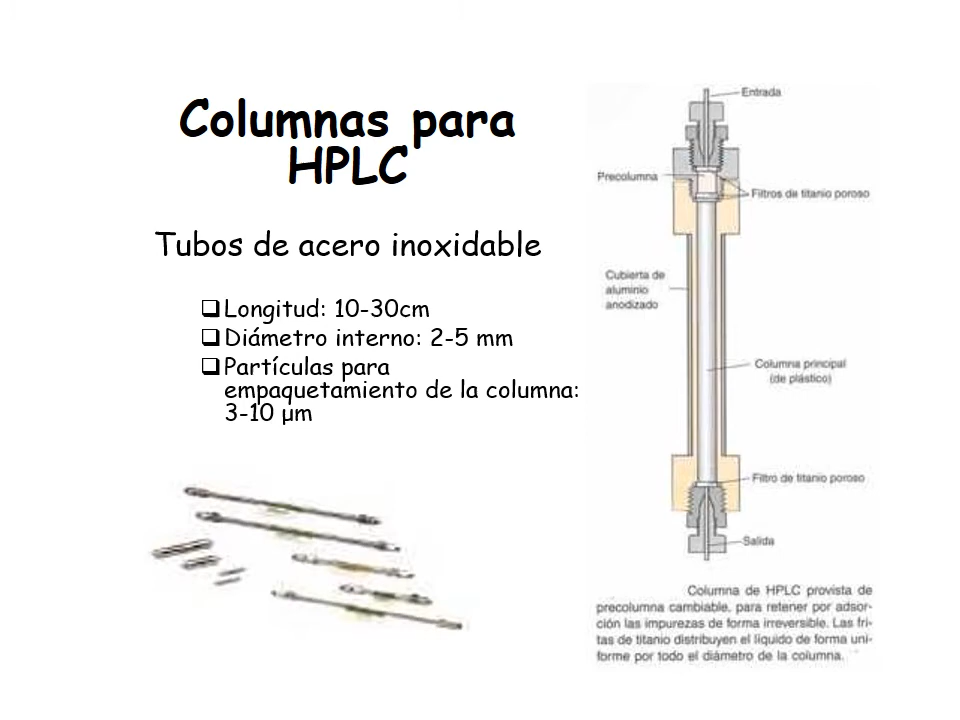 Columnas para
HPLC
Tubos de acero inoxidable
❑Longitud: 10-30cm
❑Diámetro interno: 2-5 mm
❑Partículas para
empaquetamiento de la columna:
3-10 µm
Entrada
Precolumna
Filtros de titanio poroso
Cubierta de
aluminio
anodizado
Columna principal
(de plástico)
Filtro de titanio poroso
Salida
Columna de HPLC provista de
precolumna cambiable, para retener por adsor-
ción las impurezas de forma irreversible. Las fri-
tas de titanio distribuyen el líquido de forma uni-
forme por todo el diámetro de la columna.